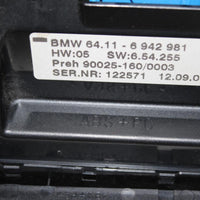 BMW 64.11 - 6 942 981
HW:05 SW:6.54.255
Preh 90025-160/0003
SER.NR: 122571 12.09.0